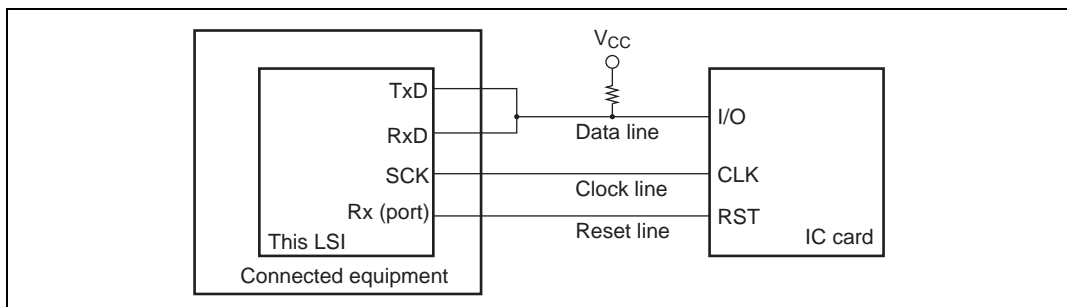 VCC
TxD
RxD
SCK
Rx (port)
This LSI
Connected equipment
Data line
Clock line
Reset line
I/O
CLK
RST
IC card